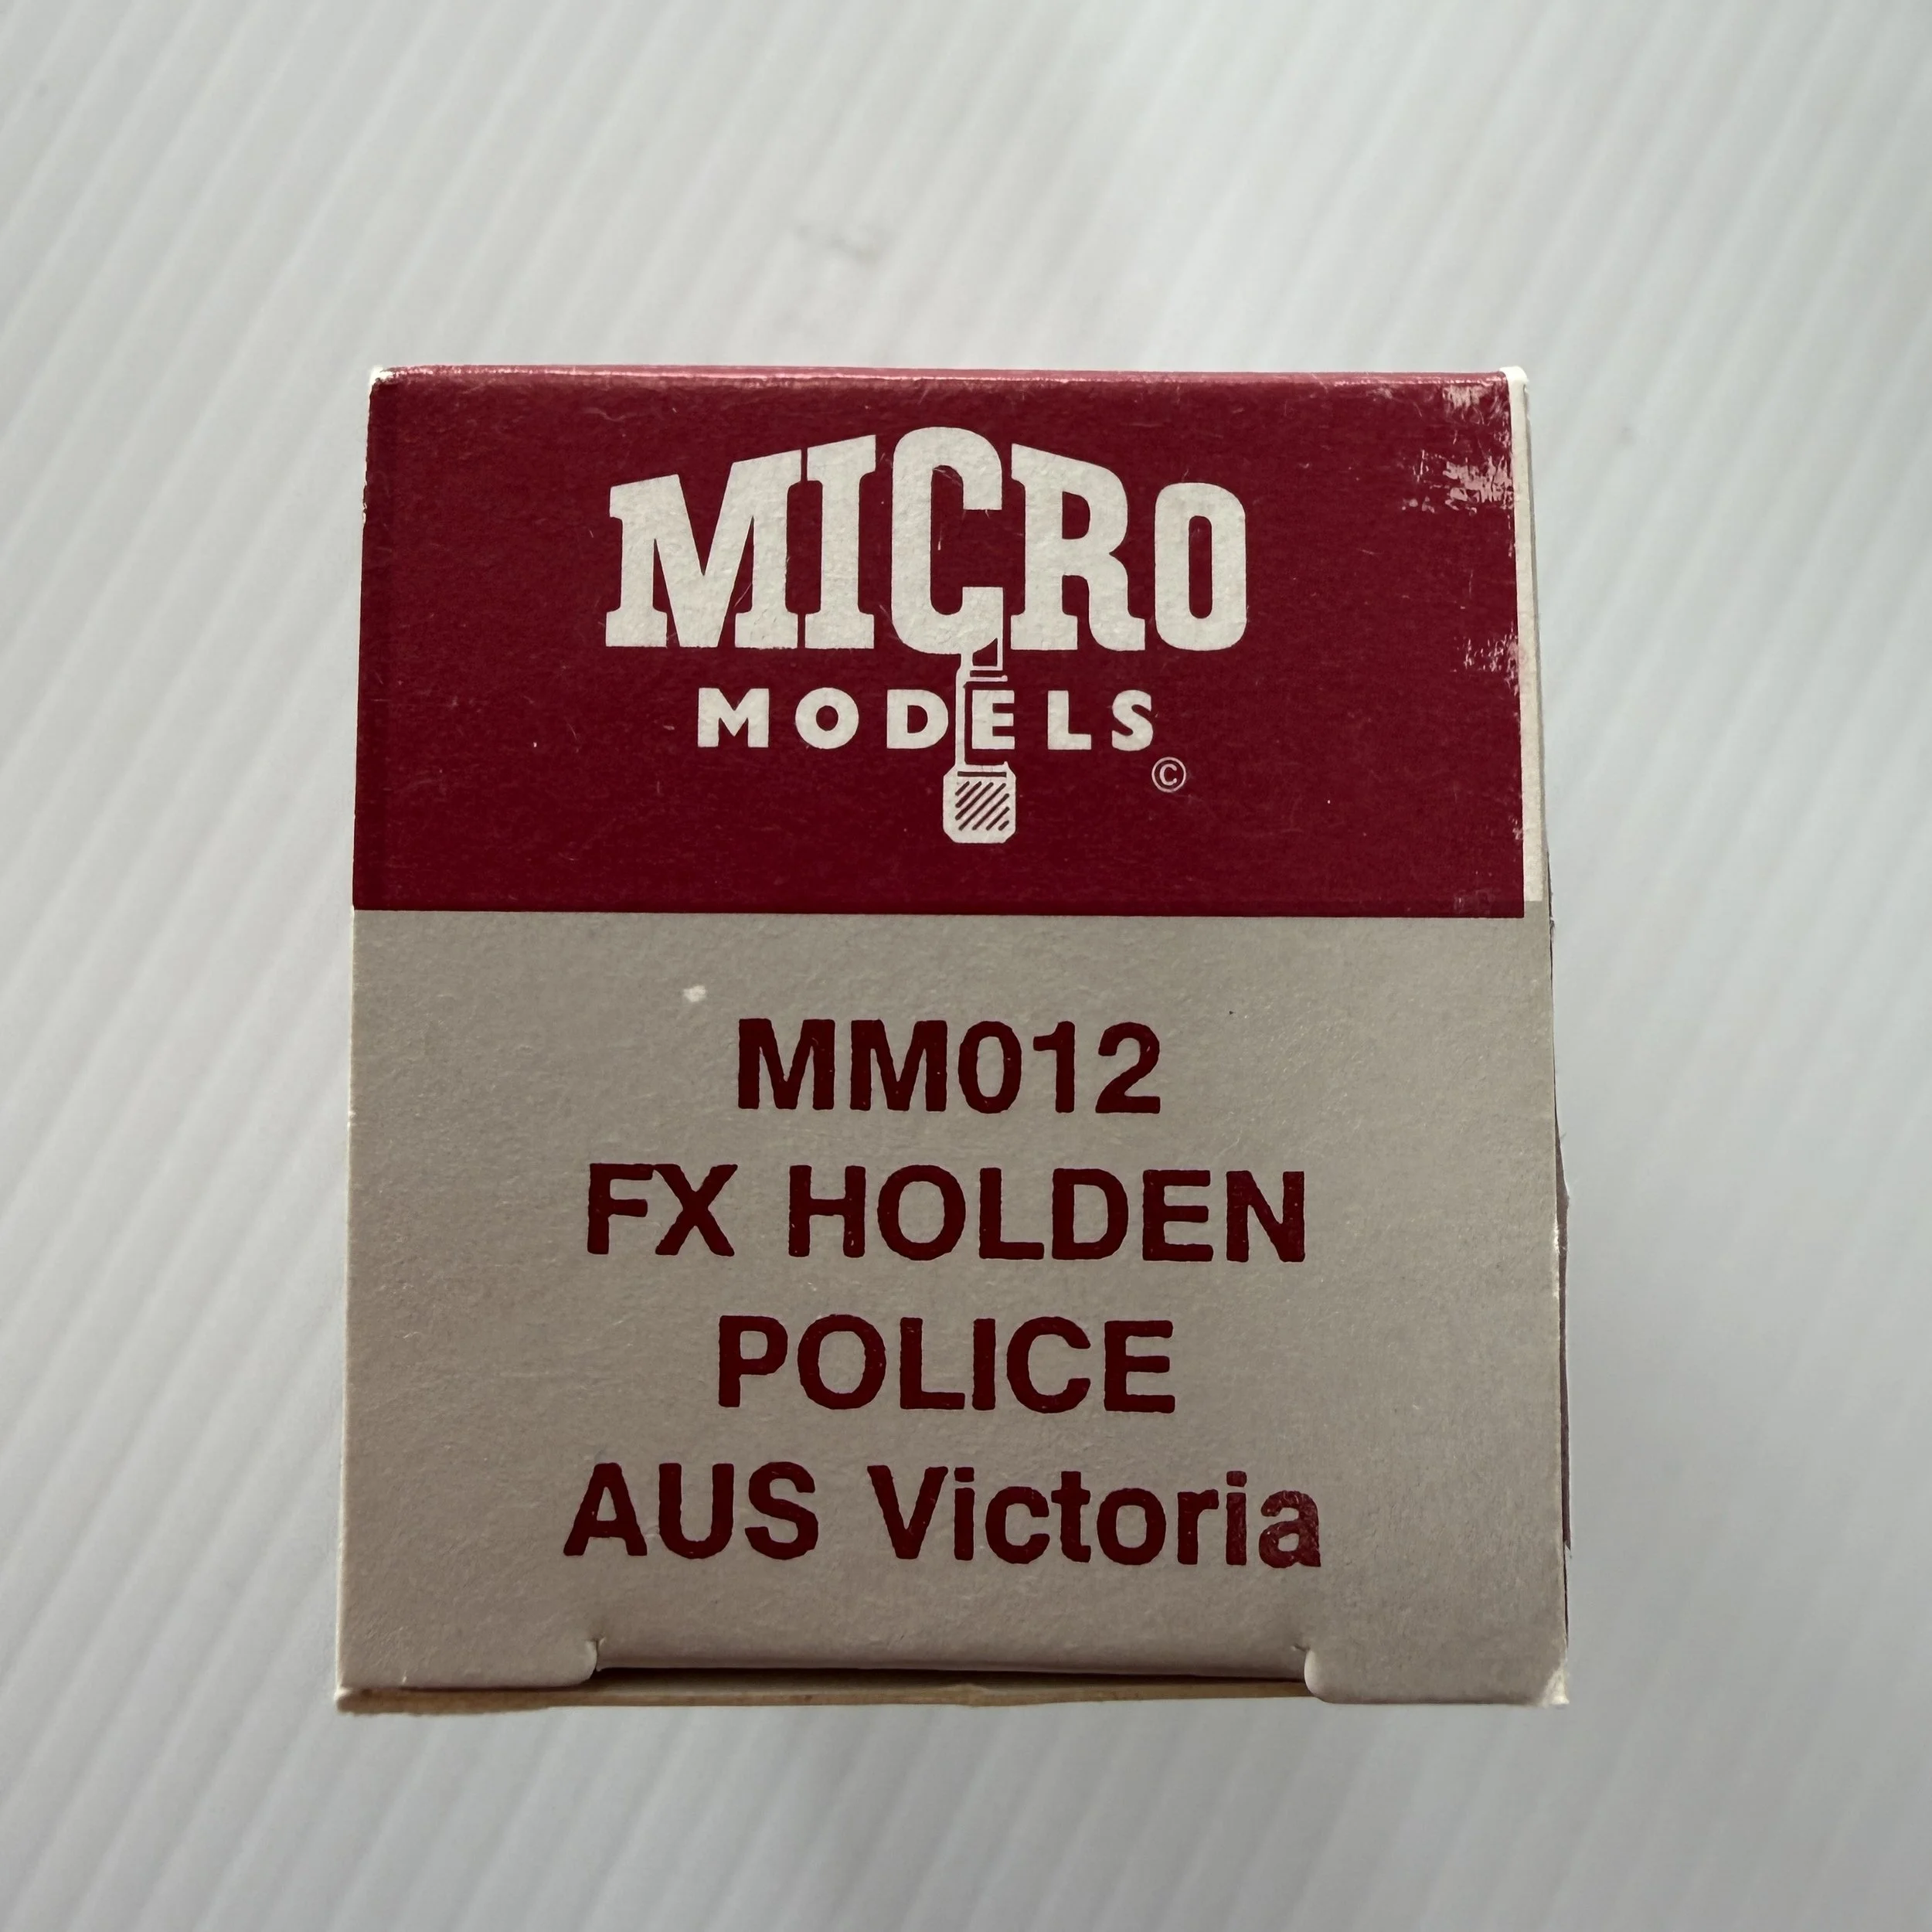 MICRO
MODELS
©
MM012
FX HOLDEN
POLICE
AUS Victoria